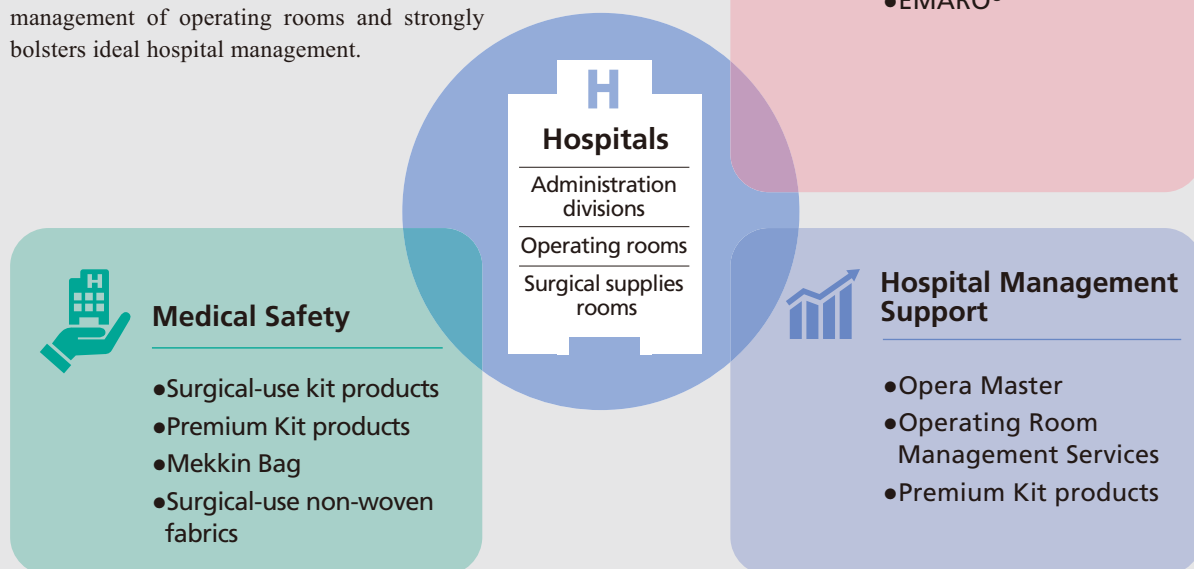 management of operating rooms and strongly
bolsters ideal hospital management.
●EMARO
H
Hospitals
Administration
divisions
Operating rooms
Surgical supplies
rooms
H
Medical Safety
●Surgical-use kit products
●Premium Kit products
●Mekkin Bag
●Surgical-use non-woven
fabrics
Hospital Management
Support
●Opera Master
●Operating Room
Management Services
●Premium Kit products